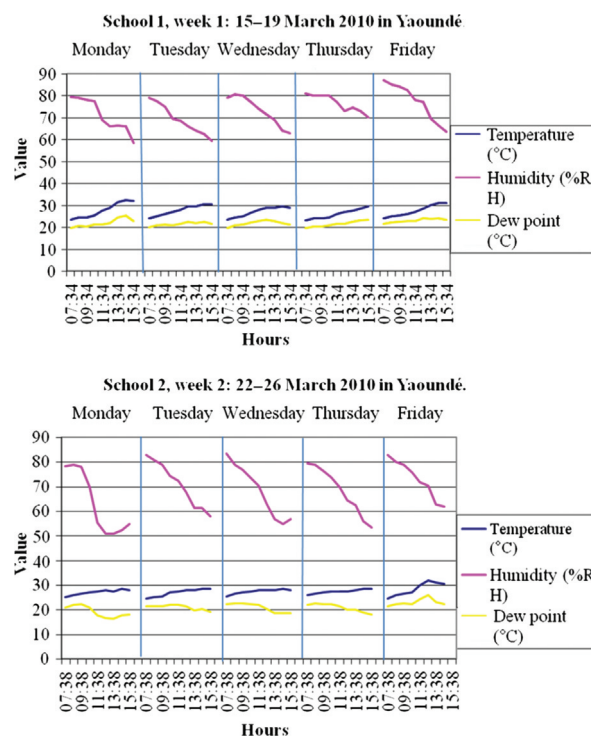 School 1, week 1: 15–19 March 2010 in Yaoundé
Monday Tuesday Wednesday Thursday Friday
90
80
70
60
50
40
30
20
10
0
Value
07:34 09:34 11:34 13:34 15:34 07:34 09:34 11:34 13:34 15:34 07:34 09:34 11:34 13:34 15:34 07:34 09:34 11:34 13:34 15:34 07:34 09:34 11:34 13:34 15:34
Hours
Temperature
(°C)
Humidity (%R
H)
Dew point
(°C)
School 2, week 2: 22–26 March 2010 in Yaoundé.
Monday Tuesday Wednesday Thursday Friday
90
80
70
60
50
40
30
20
10
0
Value
07:38 09:38 11:38 13:38 15:38 07:38 09:38 11:38 13:38 15:38 07:38 09:38 11:38 13:38 15:38 07:38 09:38 11:38 13:38 15:38 07:38 09:38 11:38 13:38 15:38
Hours
Temperature
(°C)
Humidity (%R
H)
Dew point
(°C)